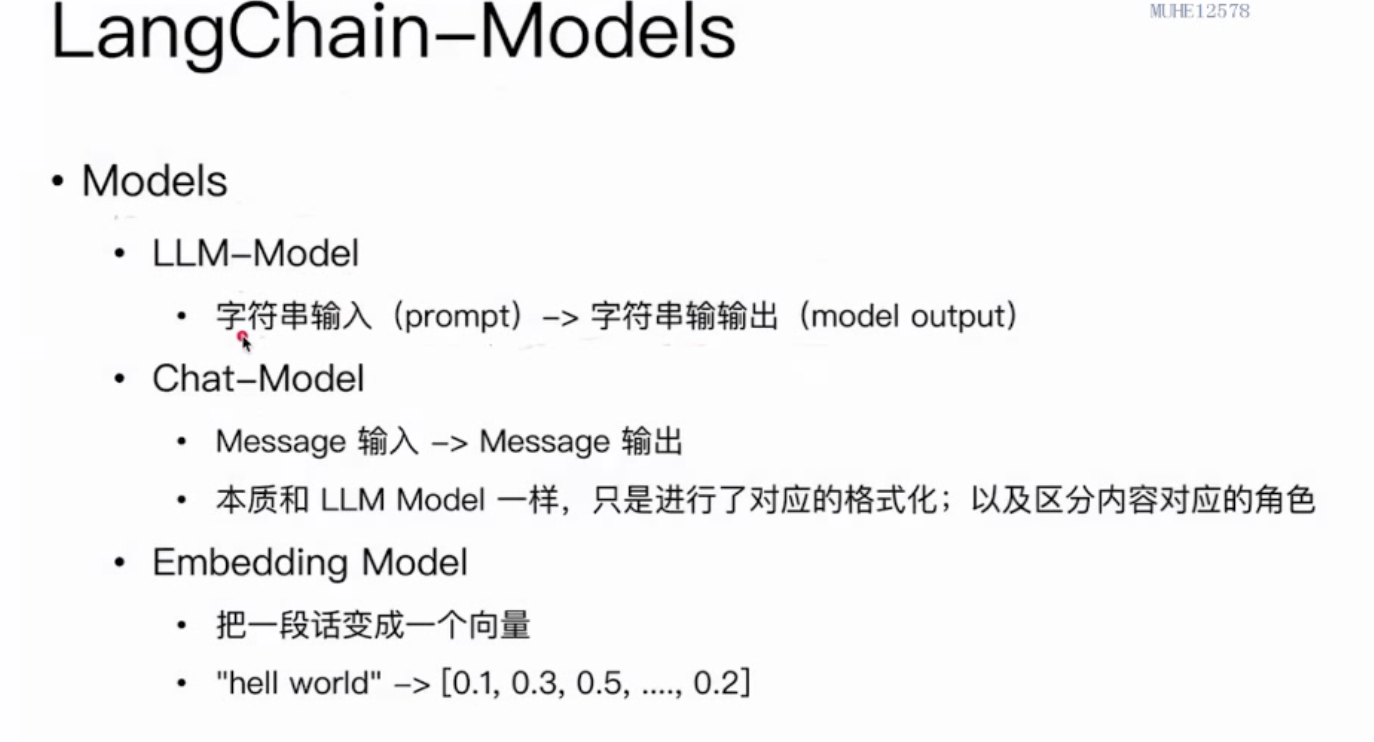 LangChain–Models
MUHE12578
• Models
• LLM–Model
• 字符串输入（prompt）–> 字符串输输出（model output）
• Chat–Model
• Message 输入 –> Message 输出
• 本质和 LLM Model 一样，只是进行了对应的格式化；以及区分内容对应的角色
• Embedding Model
• 把一段话变成一个向量
• "hell world" –> [0.1, 0.3, 0.5, ...., 0.2]